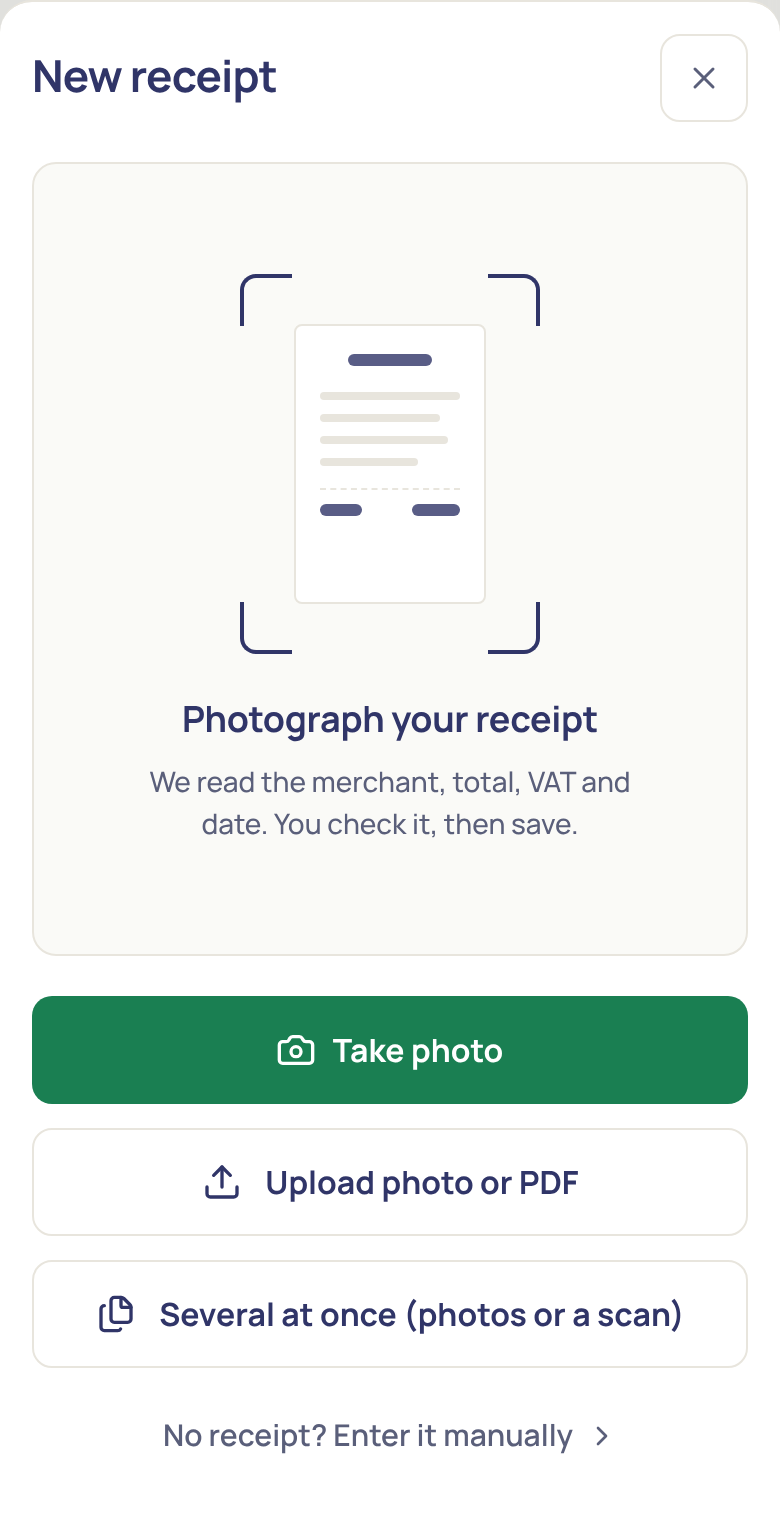 New receipt
Photograph your receipt
We read the merchant, total, VAT and
date. You check it, then save.
Take photo
Upload photo or PDF
Several at once (photos or a scan)
No receipt? Enter it manually